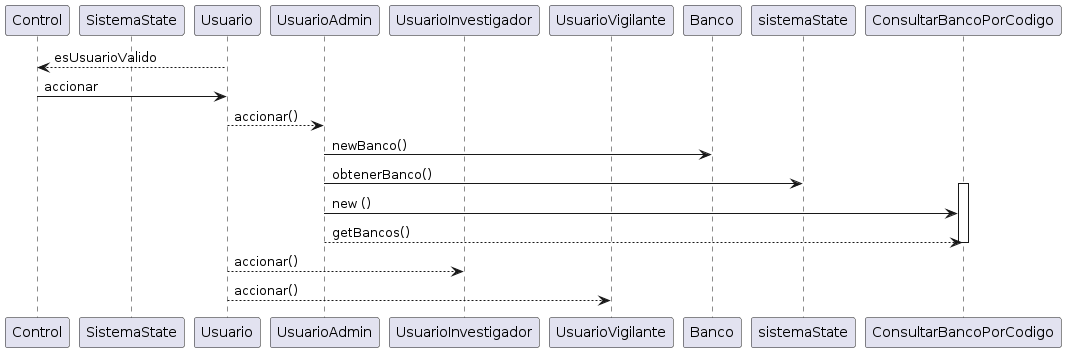 Control SistemaState Usuario UsuarioAdmin UsuarioInvestigador UsuarioVigilante Banco sistemaState ConsultarBancoPorCodigo
esUsuarioValido
accionar
accionar()
newBanco()
obtenerBanco()
new ()
getBancos()
accionar()
accionar()
Control SistemaState Usuario UsuarioAdmin UsuarioInvestigador UsuarioVigilante Banco sistemaState ConsultarBancoPorCodigo